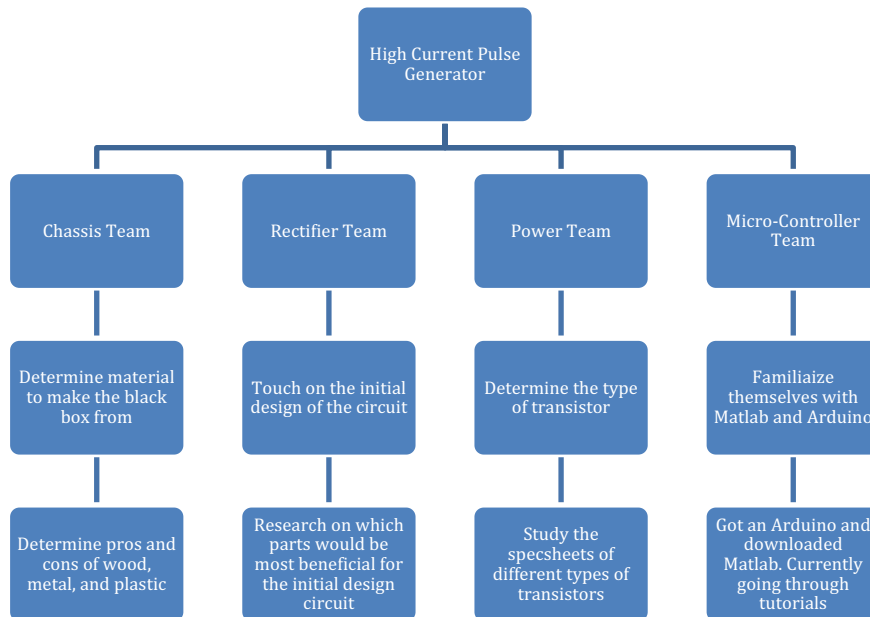 High Current Pulse
Generator
Chassis Team
Rectifier Team
Power Team
Micro-Controller
Team
Determine material
to make the black
box from
Touch on the initial
design of the circuit
Determine the type
of transistor
Familiaize
themselves with
Matlab and Arduino
Determine pros and
cons of wood,
metal, and plastic
Research on which
parts would be
most beneficial for
the initial design
circuit
Study the
specsheets of
different types of
transistors
Got an Arduino and
downloaded
Matlab. Currently
going through
tutorials